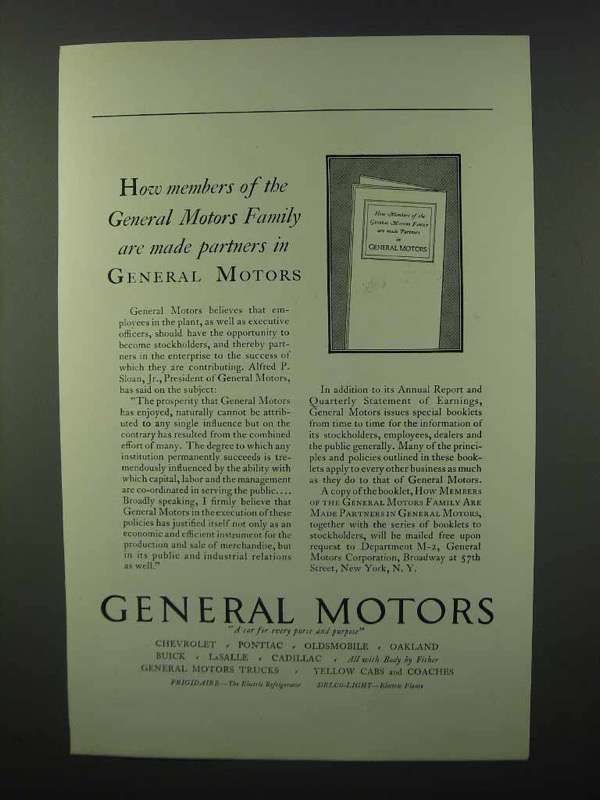 How members of the
General Motors Family
are made partners in
GENERAL MOTORS
General Motors believes that em-
ployees in the plant, as well as executive
officers, should have the opportunity to
become stockholders, and thereby part-
ners in the enterprise to the success of
which they are contributing. Alfred P.
Sloan, Jr., President of General Motors,
has said on the subject:
"The prosperity that General Motors
has enjoyed, naturally cannot be attrib-
uted to any single influence but on the
contrary has resulted from the combined
effort of many. The degree to which any
institution permanently succeeds is tre-
mendously influenced by the ability with
which capital, labor and the management
are co-ordinated in serving the public....
Broadly speaking, I firmly believe that
General Motors in the execution of these
policies has justified itself not only as an
economic and efficient instrument for the
production and sale of merchandise, but
in its public and industrial relations
as well."
How Members of the
General Motors Family
are made Partners
in
GENERAL MOTORS
In addition to its Annual Report and
Quarterly Statement of Earnings,
General Motors issues special booklets
from time to time for the information of
its stockholders, employees, dealers and
the public generally. Many of the princi-
ples and policies outlined in these book-
lets apply to every other business as much
as they do to that of General Motors.
A copy of the booklet, HOW MEMBERS
OF THE GENERAL MOTORS FAMILY ARE
MADE PARTNERS IN GENERAL MOTORS,
together with the series of booklets to
stockholders, will be mailed free upon
request to Department M-2, General
Motors Corporation, Broadway at 57th
Street, New York, N. Y.
GENERAL MOTORS
"A car for every purse and purpose"
CHEVROLET , PONTIAC , OLDSMOBILE , OAKLAND
BUICK , LASALLE , CADILLAC , All with Body by Fisher
GENERAL MOTORS TRUCKS , YELLOW CABS and COACHES
FRIGIDAIRE—The Electric Refrigerator DELCO-LIGHT—Electric Plants